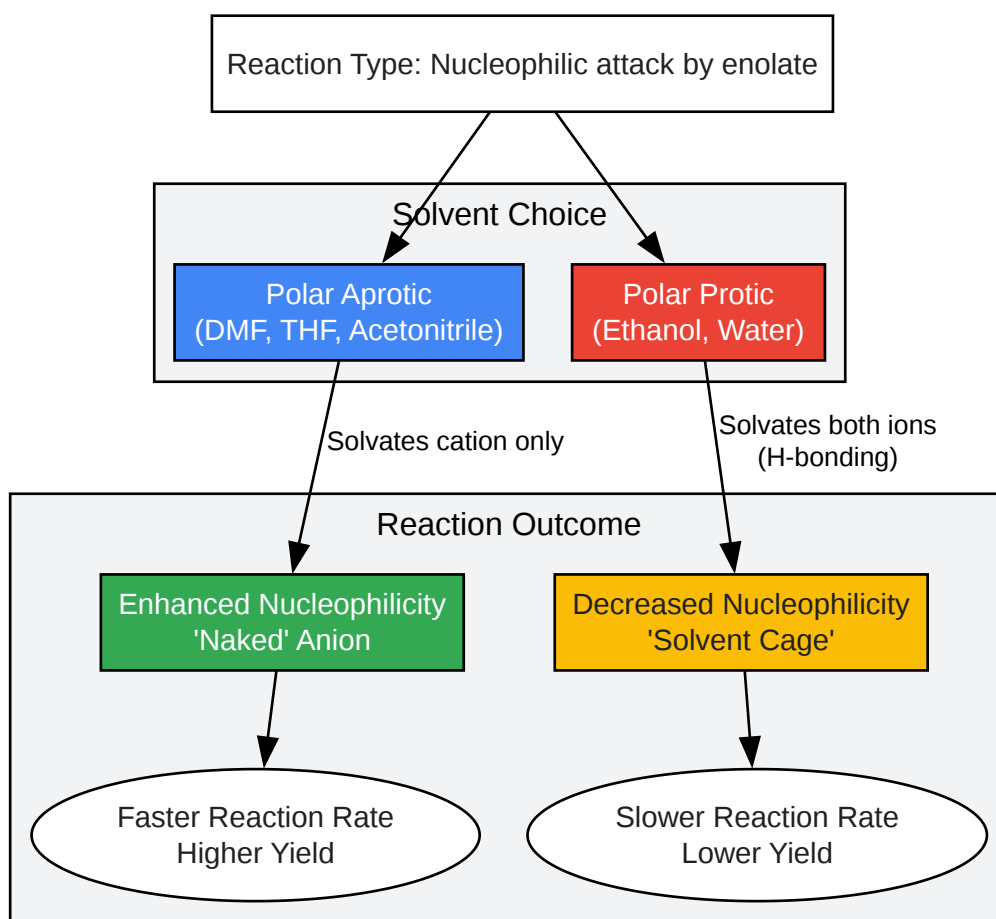 Reaction Type: Nucleophilic attack by enolate
Solvent Choice
Polar Aprotic
(DMF, THF, Acetonitrile)
Polar Protic
(Ethanol, Water)
Solvates cation only
Solvates both ions
(H-bonding)
Reaction Outcome
Enhanced Nucleophilicity
'Naked' Anion
Decreased Nucleophilicity
'Solvent Cage'
Faster Reaction Rate
Higher Yield
Slower Reaction Rate
Lower Yield